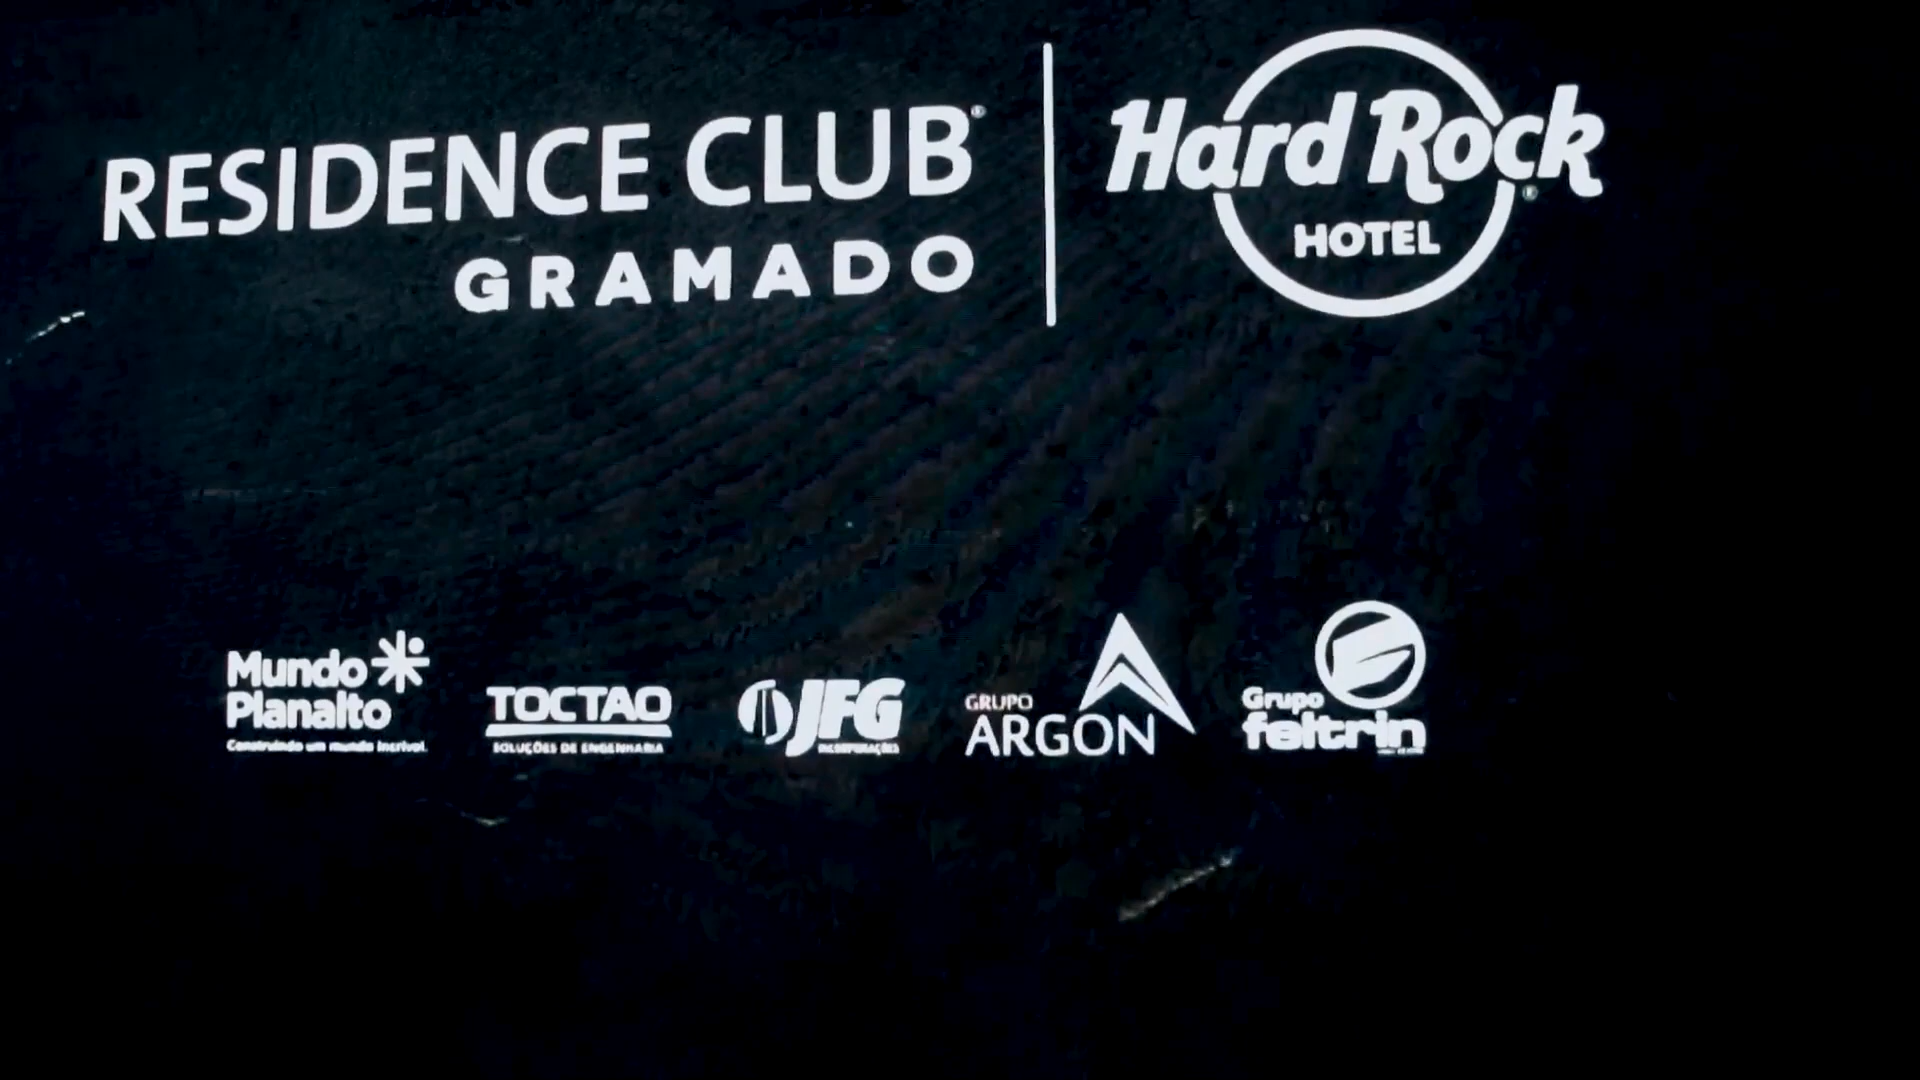 RESIDENCE CLUB®
GRAMADO
Hard Rock®
HOTEL
Mundo
Planalto
Construindo um mundo incrível.
TOCTAO
SOLUÇÕES DE ENGENHARIA
JFG
INCORPORAÇÕES
GRUPO
ARGON
Grupo
feltrin